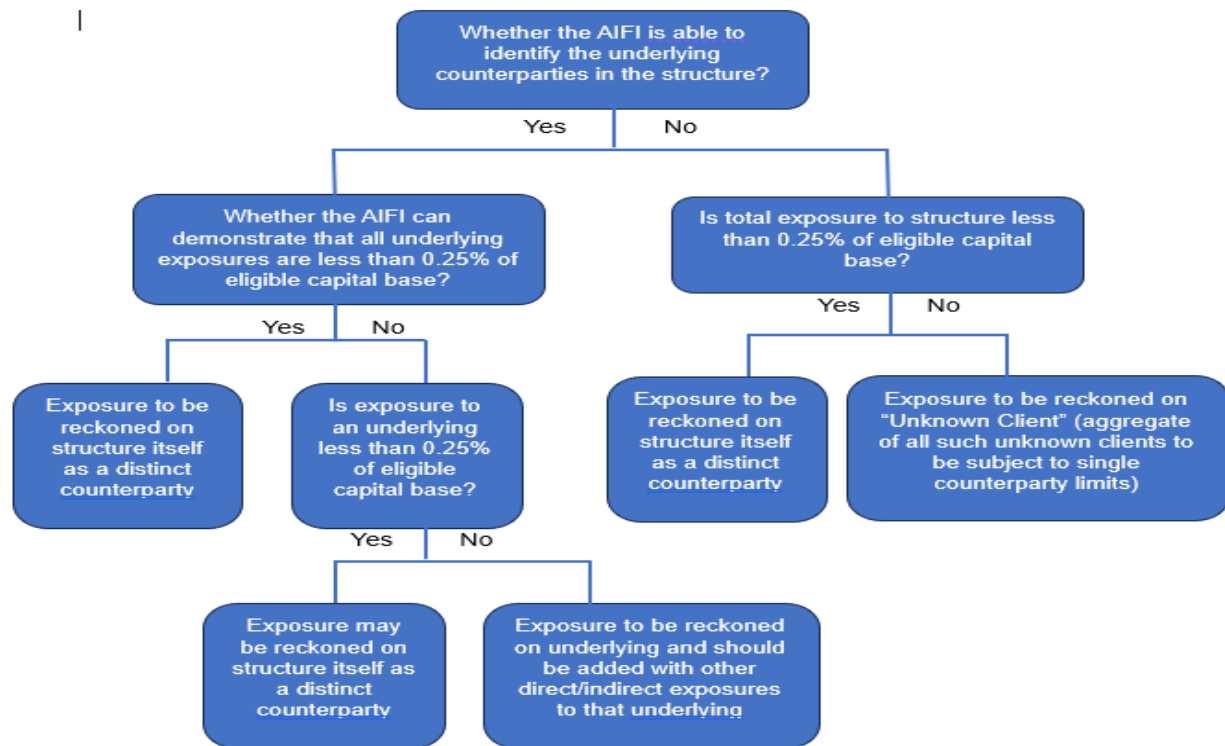 Whether the AIFI is able to
identify the underlying
counterparties in the structure?
Yes
No
Whether the AIFI can
demonstrate that all underlying
exposures are less than 0.25% of
eligible capital base?
Is total exposure to structure less
than 0.25% of eligible capital
base?
Yes
No
Yes
No
Exposure to be
reckoned on
structure itself
as a distinct
counterparty
Is exposure to
an underlying
less than 0.25%
of eligible
capital base?
Exposure to be
reckoned on
structure itself
as a distinct
counterparty
Exposure to be reckoned on
“Unknown Client” (aggregate
of all such unknown clients to
be subject to single
counterparty limits)
Yes
No
Exposure may
be reckoned on
structure itself as
a distinct
counterparty
Exposure to be reckoned
on underlying and should
be added with other
direct/indirect exposures
to that underlying